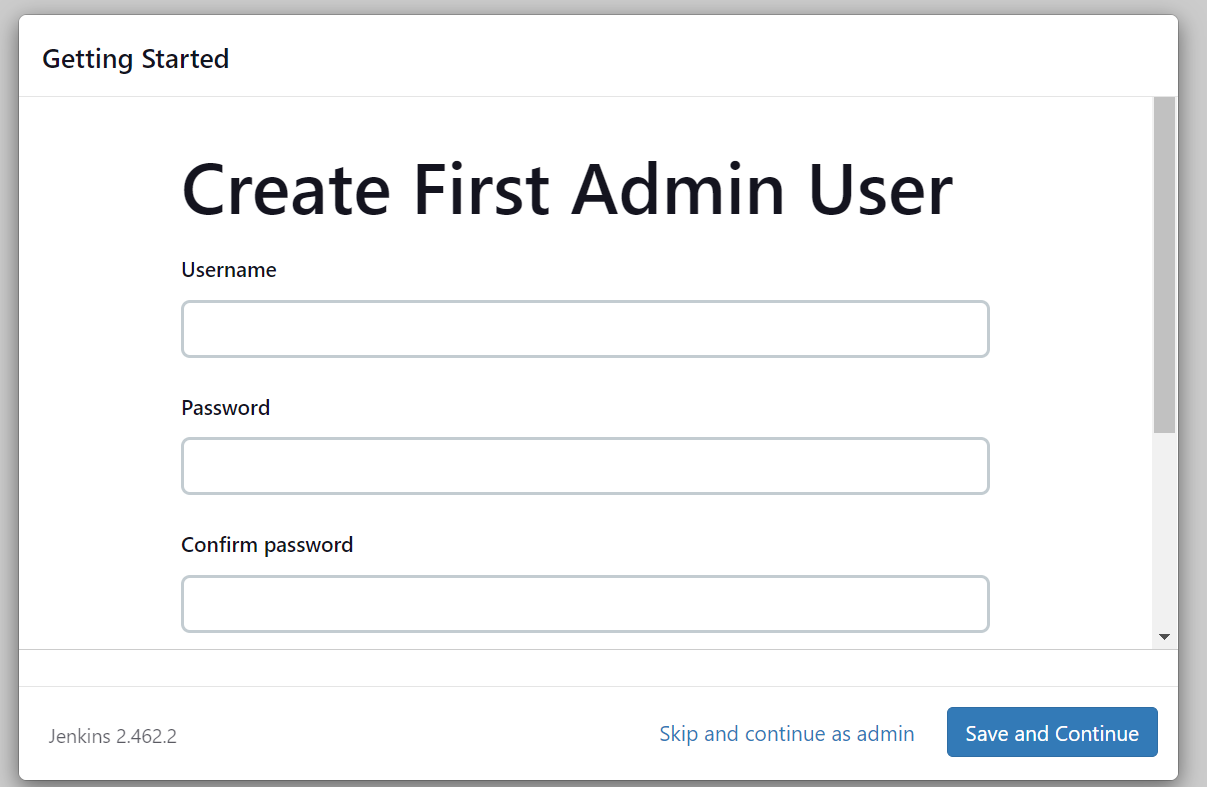 Getting Started
Create First Admin User
Username
Password
Confirm password
Jenkins 2.462.2
Skip and continue as admin
Save and Continue